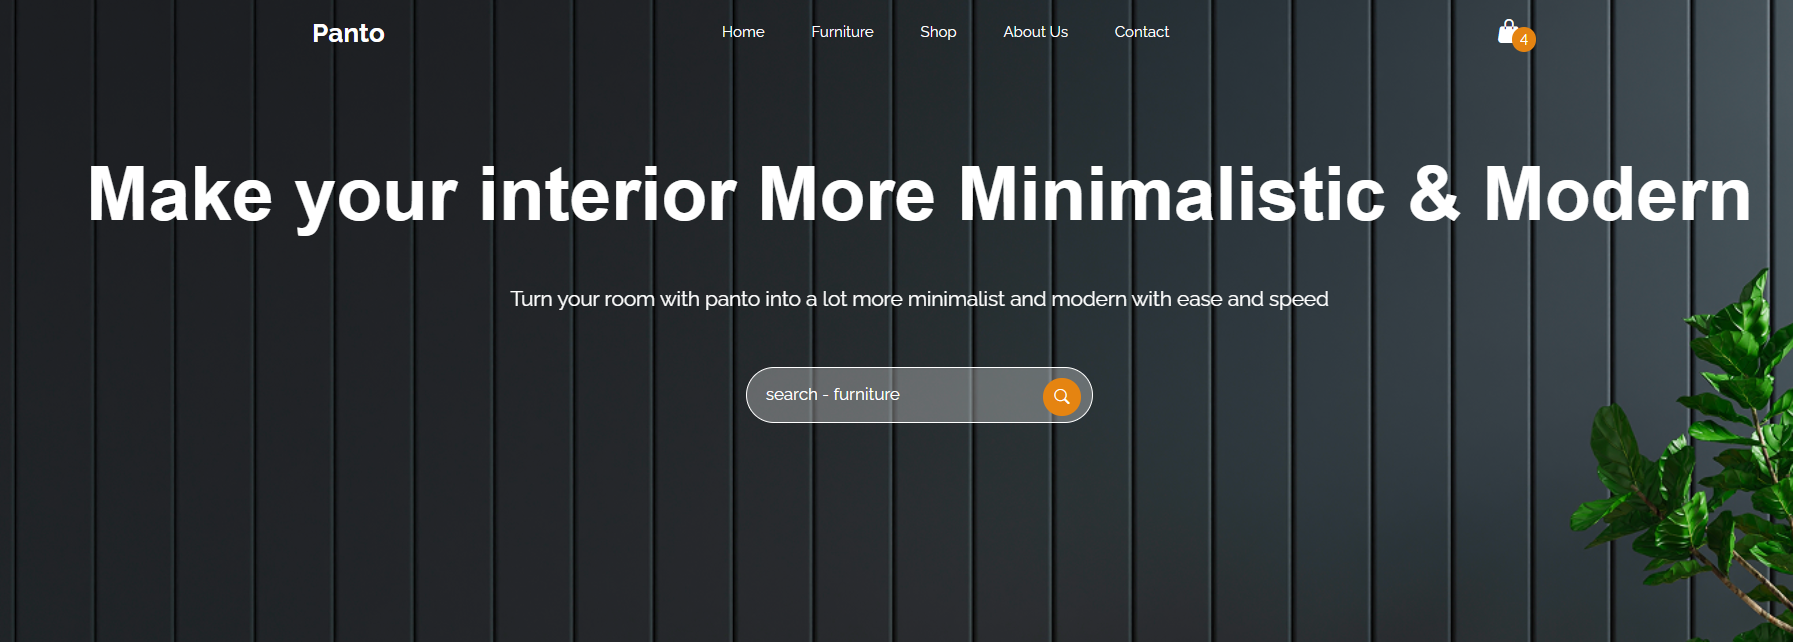 Panto
Home Furniture Shop About Us Contact
4
Make your interior More Minimalistic & Modern
Turn your room with panto into a lot more minimalist and modern with ease and speed
search - furniture